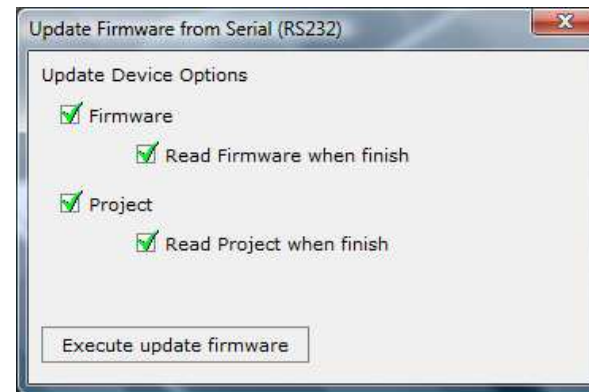 Update Firmware from Serial (RS232)
Update Device Options
Firmware
Read Firmware when finish
Project
Read Project when finish
Execute update firmware